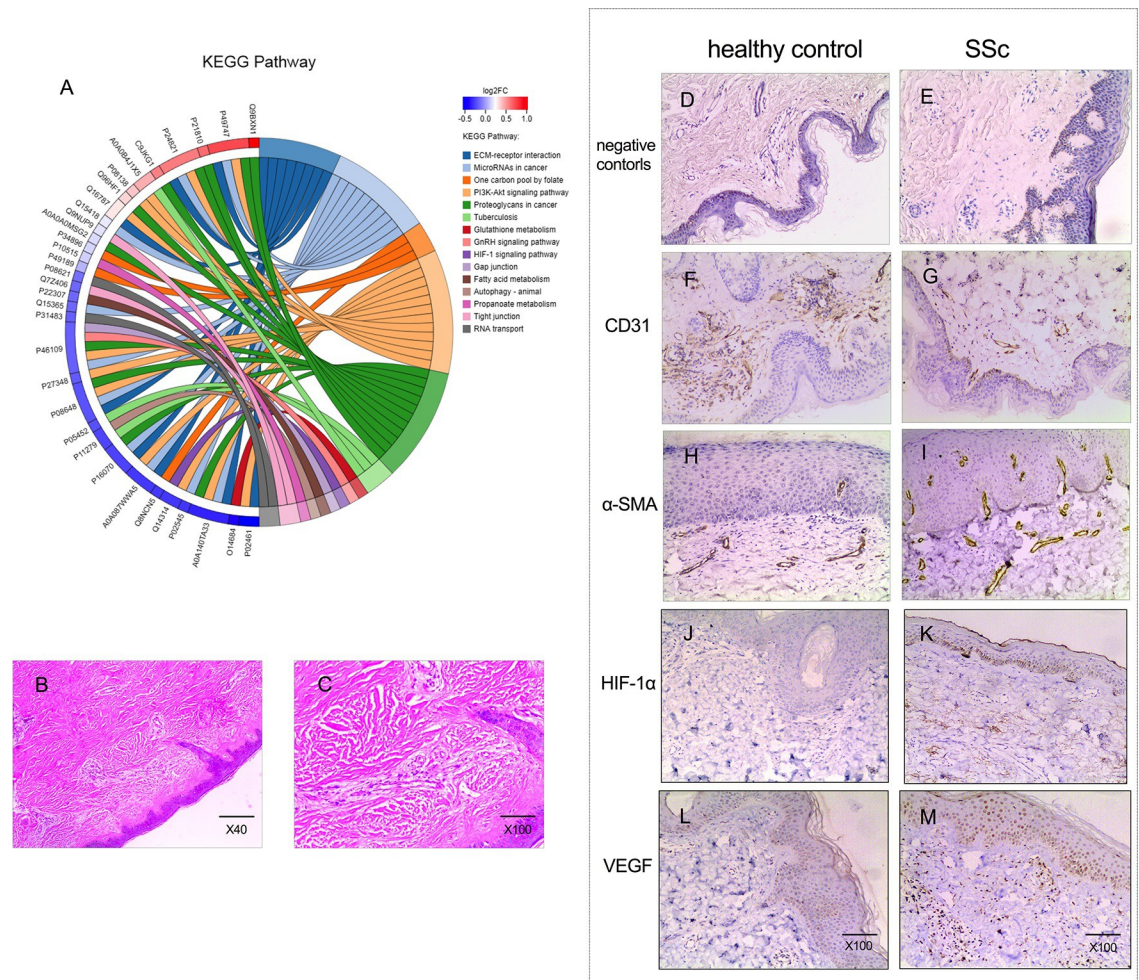 KEGG Pathway
A
log2FC
-0.5 0.0 0.5 1.0
KEGG Pathway:
ECM-receptor interaction
MicroRNAs in cancer
One carbon pool by folate
PI3K-Akt signaling pathway
Proteoglycans in cancer
Tuberculosis
Glutathione metabolism
GnRH signaling pathway
HIF-1 signaling pathway
Gap junction
Fatty acid metabolism
Autophagy - animal
Propanoate metabolism
Tight junction
RNA transport
Q9BXN1
P49747
P21810
P24821
C9JKG1
A0A0B4J1X5
P06138
Q96HF1
Q16787
Q15418
Q9NUP9
A0A0A0MSG2
P34896
P10515
P49189
P08621
Q7Z406
P22307
Q15365
P31483
P46109
P27348
P08648
P05452
P11279
P16070
A0A087WWA5
Q8NCN5
Q14314
P02545
A0A140TA33
O14684
P02461
B
X40
C
X100
healthy control
SSc
negative
contorls
D
E
CD31
F
G
α-SMA
H
I
HIF-1α
J
K
VEGF
L
X100
M
X100